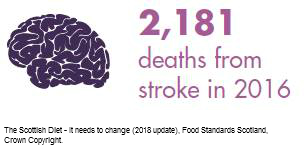 2,181
deaths from
stroke in 2016
The Scottish Diet - It needs to change (2018 update), Food Standards Scotland,
Crown Copyright.